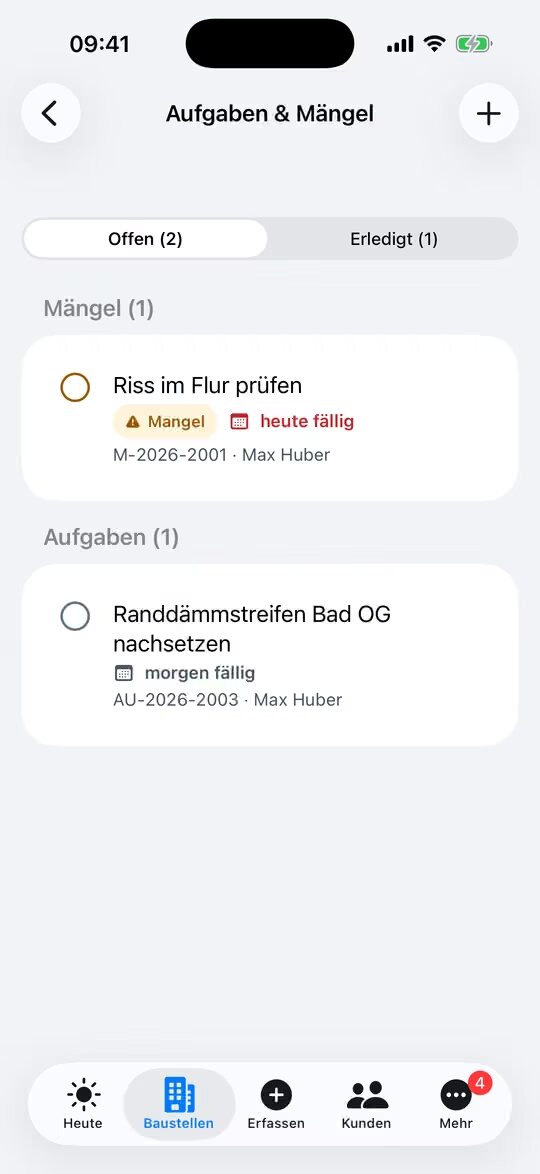 09:41
Aufgaben & Mängel
Offen (2)
Erledigt (1)
Mängel (1)
Riss im Flur prüfen
Mangel
heute fällig
M-2026-2001 · Max Huber
Aufgaben (1)
Randdämmstreifen Bad OG
nachsetzen
morgen fällig
AU-2026-2003 · Max Huber
4
Heute
Baustellen
Erfassen
Kunden
Mehr